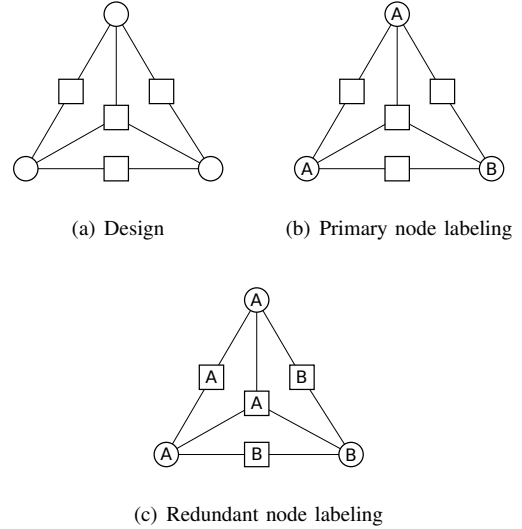 A
A B
(a) Design
(b) Primary node labeling
A
A B
A
A B B
(c) Redundant node labeling